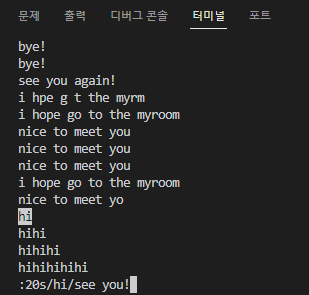 문제 출력 디버그 콘솔 터미널 포트
bye!
bye!
see you again!
i hpe g t the myrm
i hope go to the myroom
nice to meet you
nice to meet you
nice to meet you
i hope go to the myroom
nice to meet yo
hi
hihi
hihihi
hihihihihi
:20s/hi/see you!